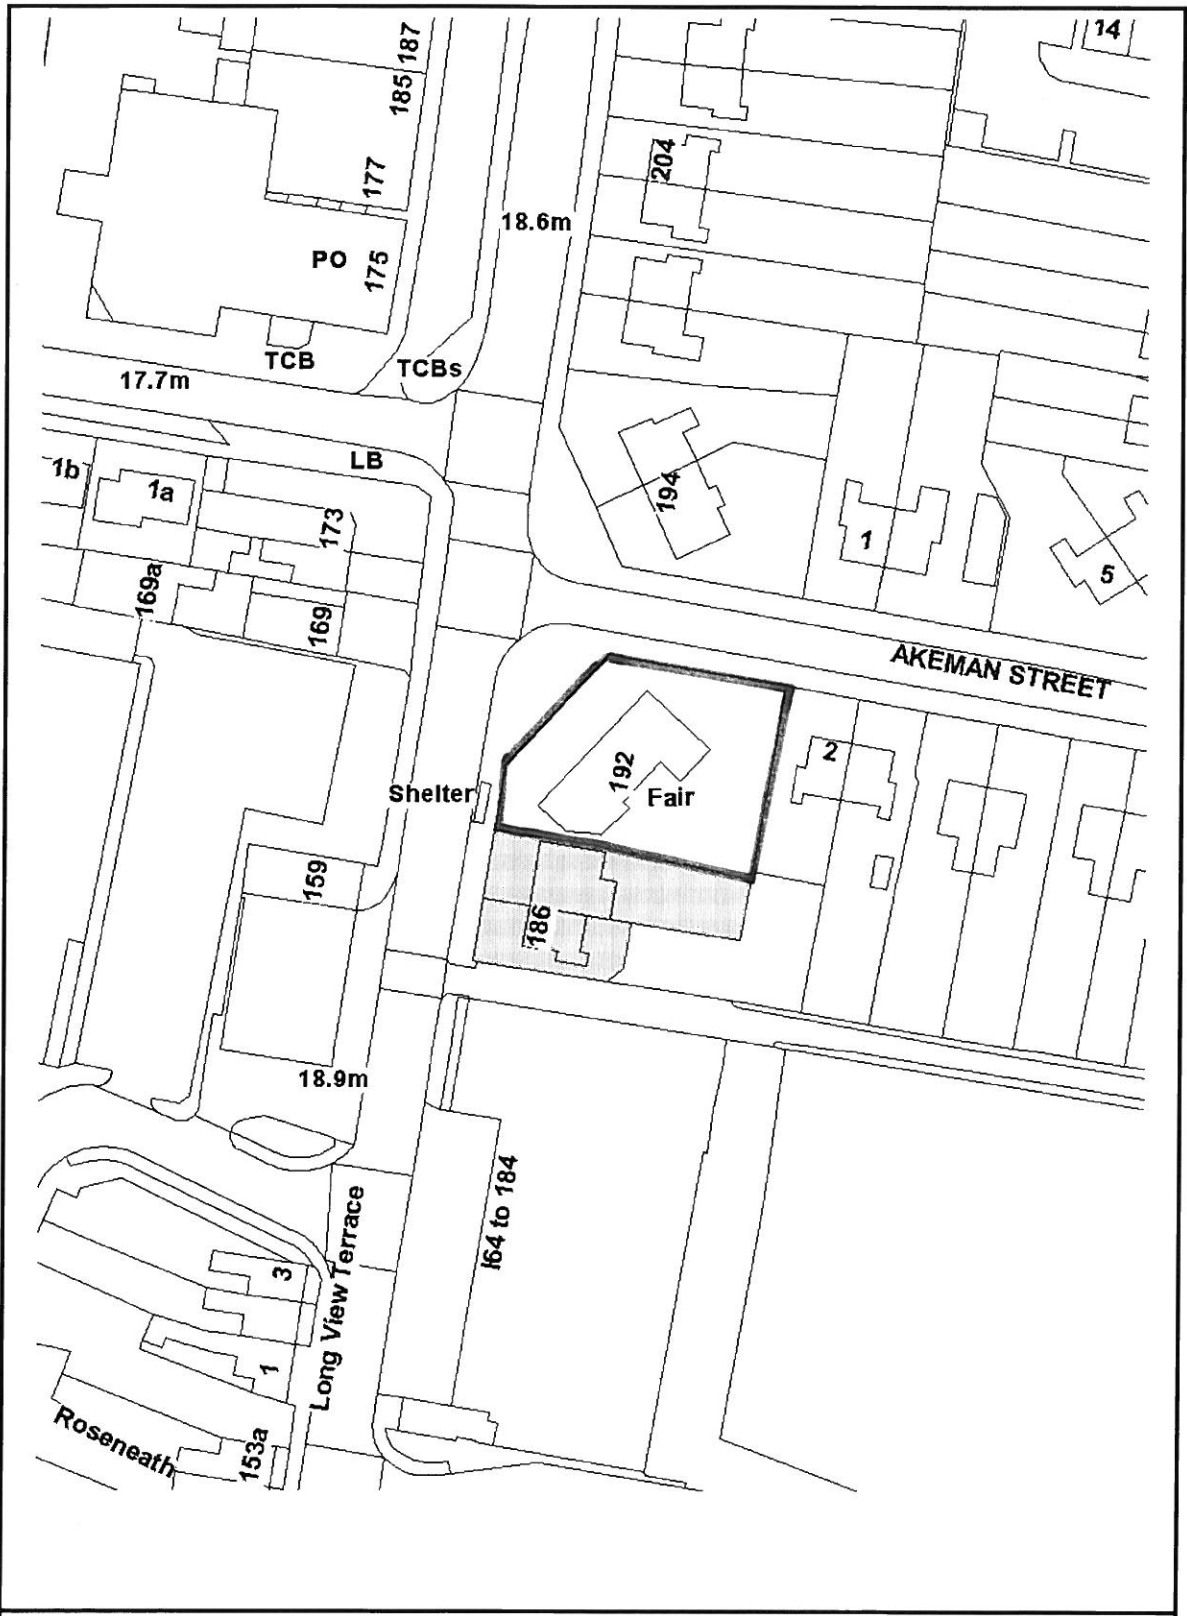 14
187
185
204
177
18.6m
PO
175
TCB
TCBs
17.7m
LB
1b
1a
194
173
1
5
169a
169
AKEMAN STREET
2
192
Shelter
Fair
159
186
18.9m
164 to 184
Long View Terrace
3
1
Roseneath
153a